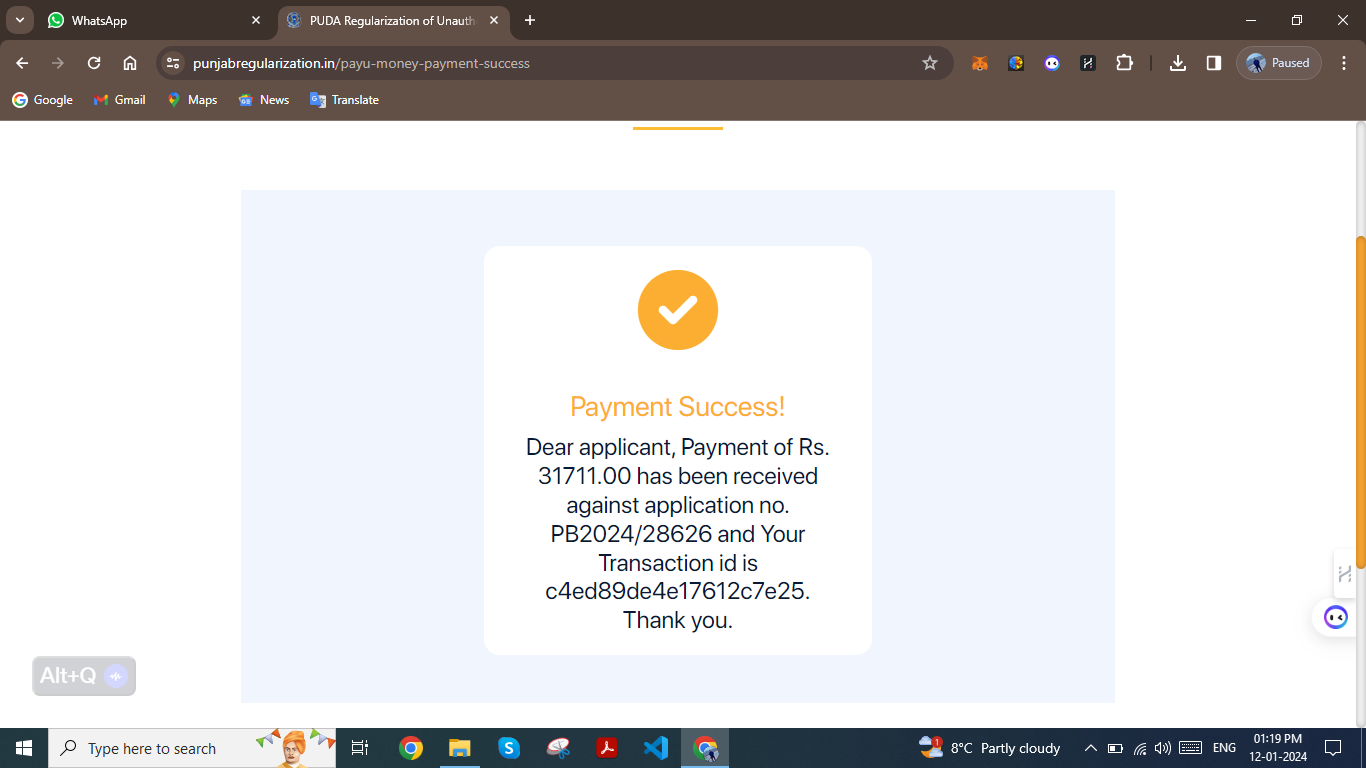 WhatsApp
PUDA Regularization of Unauth
punjabregularization.in/payu-money-payment-success
Paused
Google
Gmail
Maps
News
Translate
Payment Success!
Dear applicant, Payment of Rs.
31711.00 has been received
against application no.
PB2024/28626 and Your
Transaction id is
c4ed89de4e17612c7e25.
Thank you.
Alt+Q
Type here to search
1
8°C Partly cloudy
ENG
01:19 PM
12-01-2024